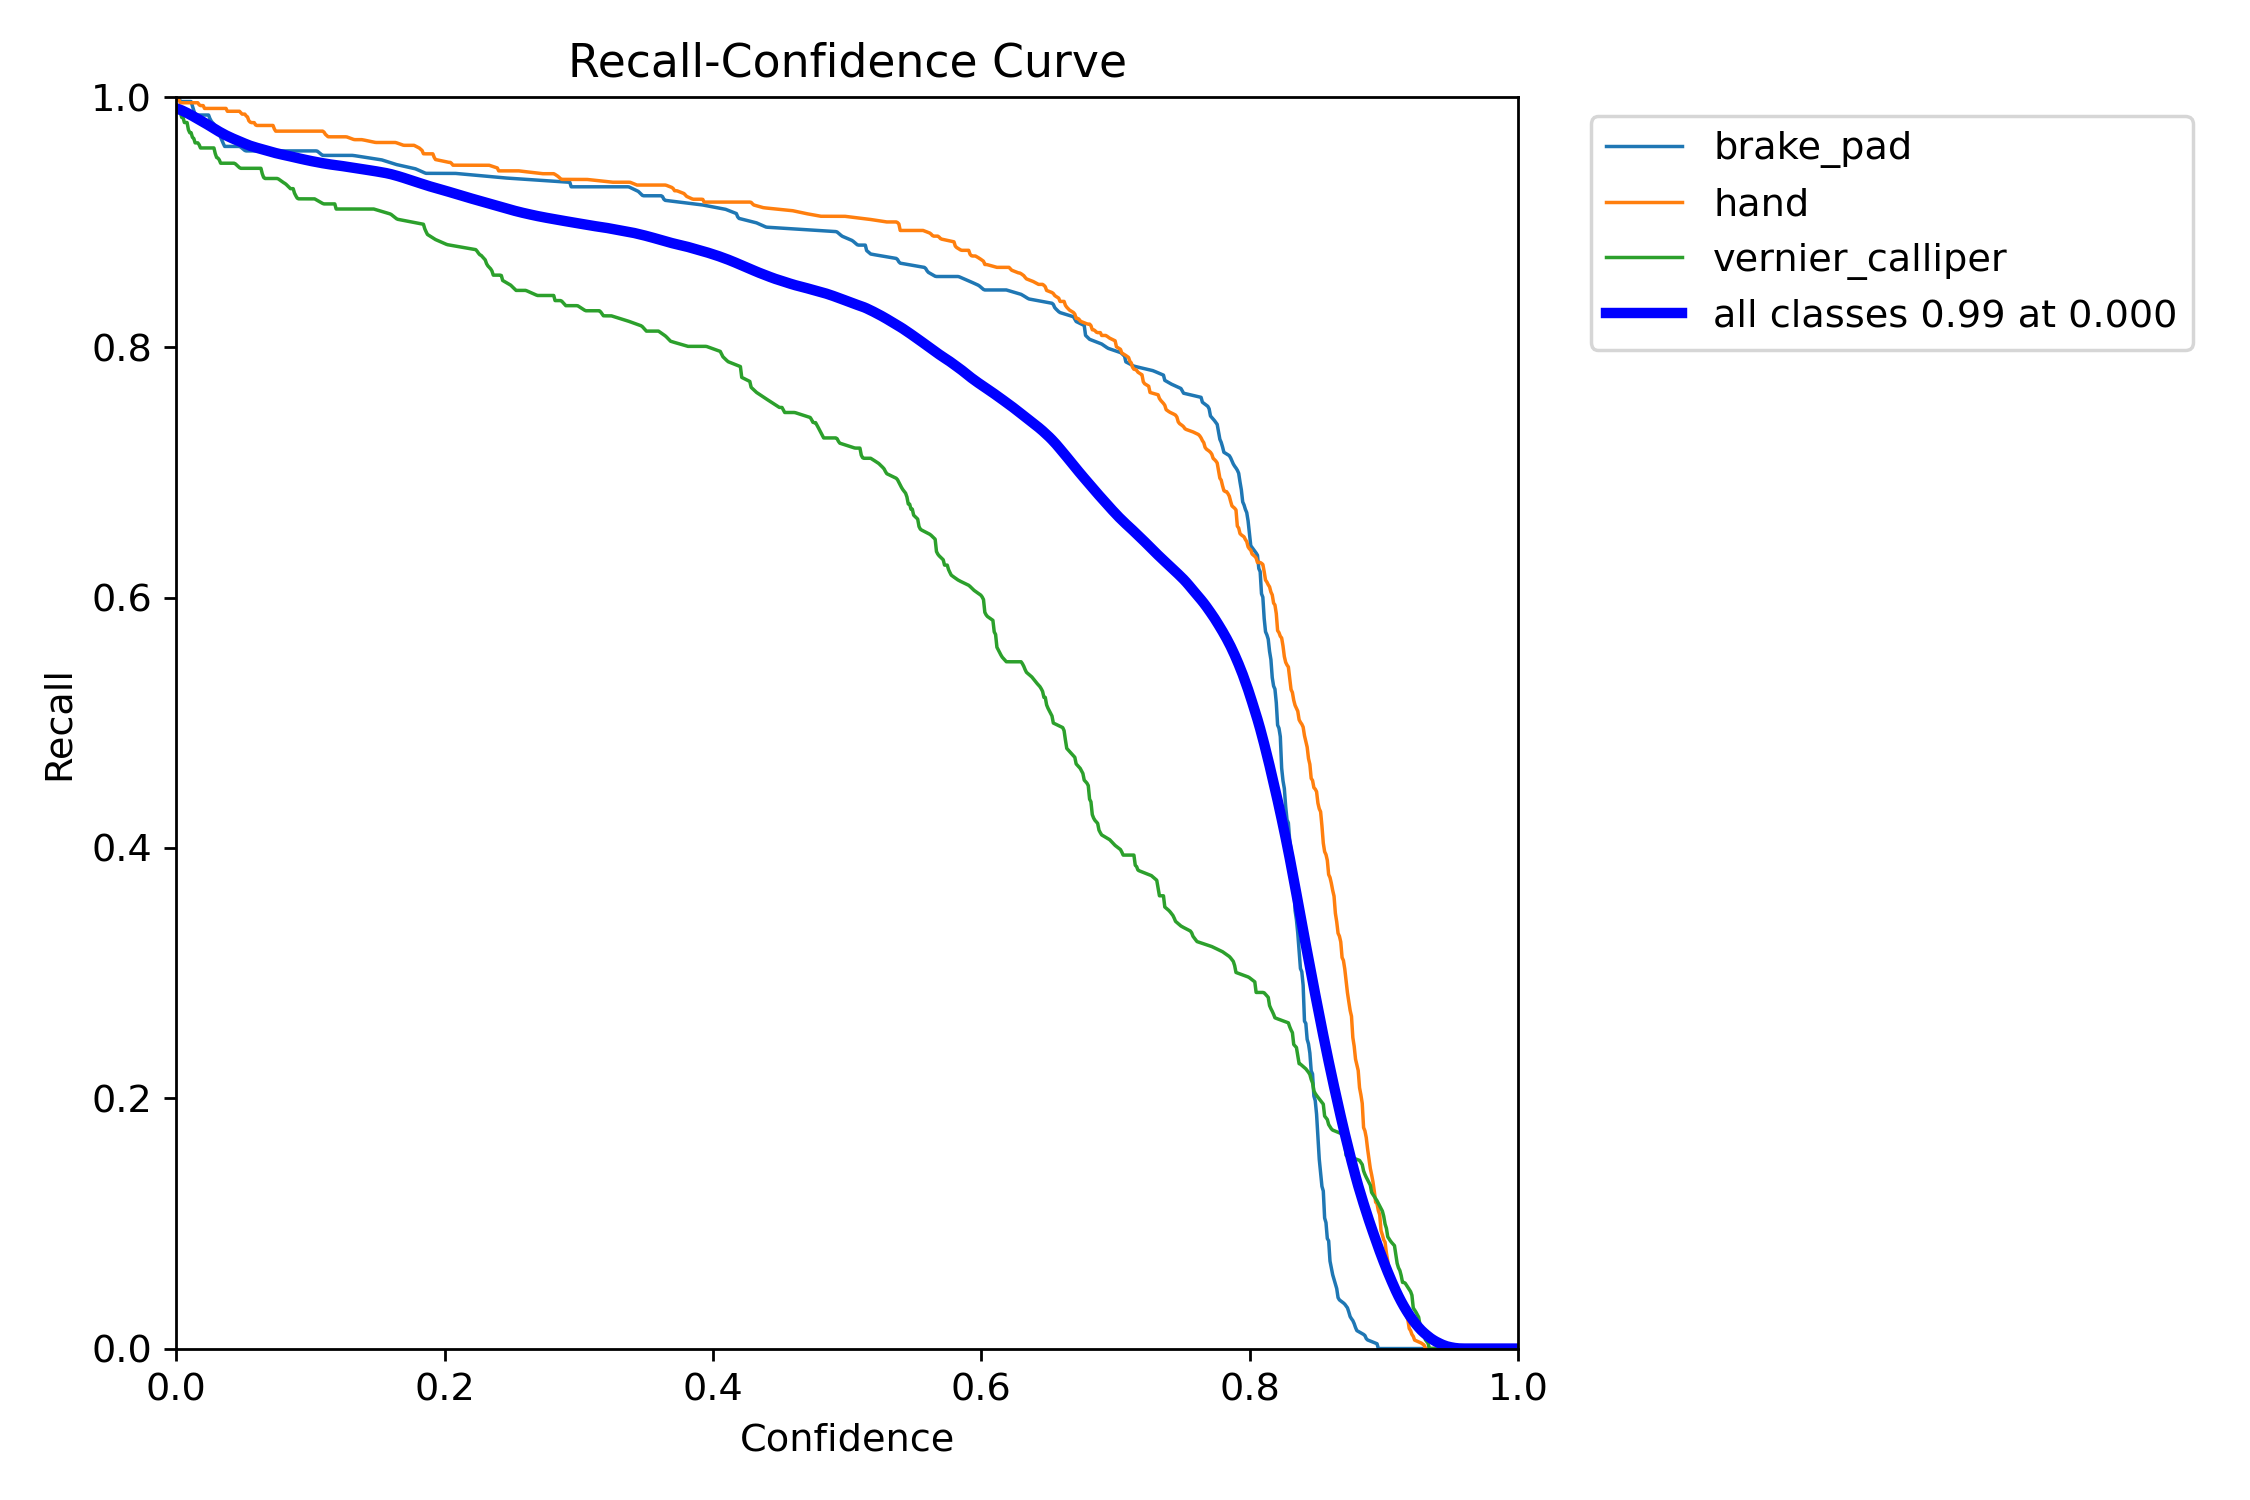 Recall-Confidence Curve
1.0
0.8
0.6
0.4
0.2
0.0
Recall
0.0 0.2 0.4 0.6 0.8 1.0
Confidence
brake_pad
hand
vernier_calliper
all classes 0.99 at 0.000